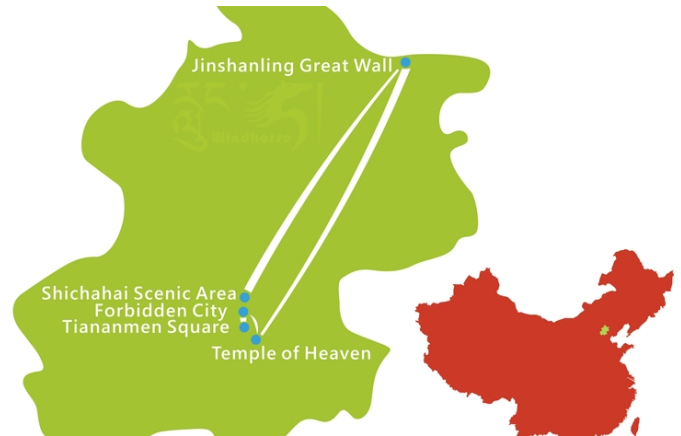 Jinshanling Great Wall
Shichahai Scenic Area
Forbidden City
Tiananmen Square
Temple of Heaven